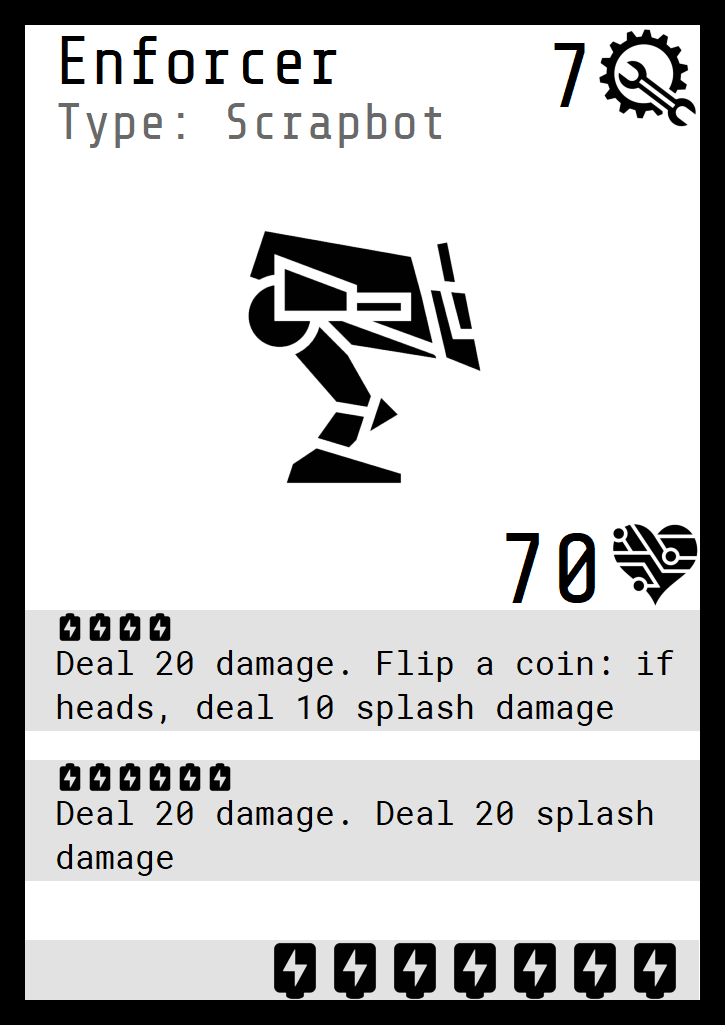 Enforcer
7
Type: Scrapbot
70
Deal 20 damage. Flip a coin: if
heads, deal 10 splash damage
Deal 20 damage. Deal 20 splash
damage